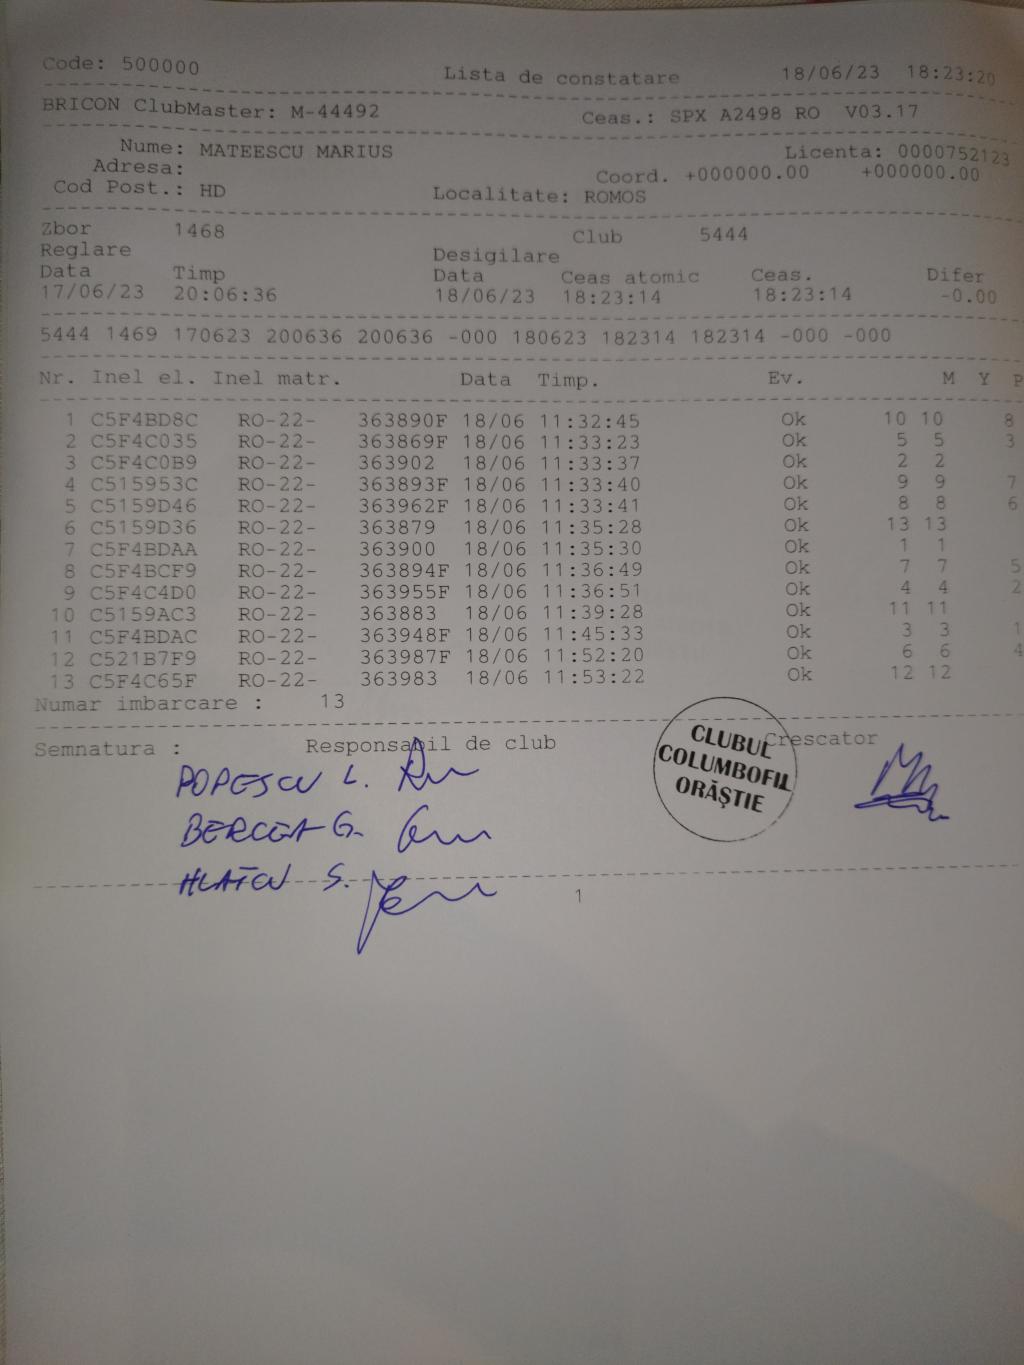 Code: 500000 Lista de constatare 18/06/23 18:23:20
BRICON ClubMaster: M-44492 Ceas.: SPX A2498 RO V03.17
Nume: MATEESCU MARIUS Licenta: 0000752123
Adresa: Coord. +000000.00 +000000.00
Cod Post.: HD Localitate: ROMOS
Zbor 1468 Club 5444
Reglare Desigilare
Data Timp Data Ceas atomic Ceas. Difer
17/06/23 20:06:36 18/06/23 18:23:14 18:23:14 -0.00
5444 1469 170623 200636 200636 -000 180623 182314 182314 -000 -000
Nr. Inel el. Inel matr. Data Timp. Ev. M Y P
1 C5F4BD8C RO-22- 363890F 18/06 11:32:45 Ok 10 10 8
2 C5F4C035 RO-22- 363869F 18/06 11:33:23 Ok 5 5 3
3 C5F4C0B9 RO-22- 363902 18/06 11:33:37 Ok 2 2
4 C515953C RO-22- 363893F 18/06 11:33:40 Ok 9 9 7
5 C5159D46 RO-22- 363962F 18/06 11:33:41 Ok 8 8 6
6 C5159D36 RO-22- 363879 18/06 11:35:28 Ok 13 13
7 C5F4BDAA RO-22- 363900 18/06 11:35:30 Ok 1 1
8 C5F4BCF9 RO-22- 363894F 18/06 11:36:49 Ok 7 7 5
9 C5F4C4D0 RO-22- 363955F 18/06 11:36:51 Ok 4 4 2
10 C5159AC3 RO-22- 363883 18/06 11:39:28 Ok 11 11
11 C5F4BDAC RO-22- 363948F 18/06 11:45:33 Ok 3 3 1
12 C521B7F9 RO-22- 363987F 18/06 11:52:20 Ok 6 6 4
13 C5F4C65F RO-22- 363983 18/06 11:53:22 Ok 12 12
Numar imbarcare : 13
Semnatura : Responsabil de club Crescator
CLUBUL
COLUMBOFIL
ORĂȘTIE
POPESCU L.
BERCEA G.
S.
1